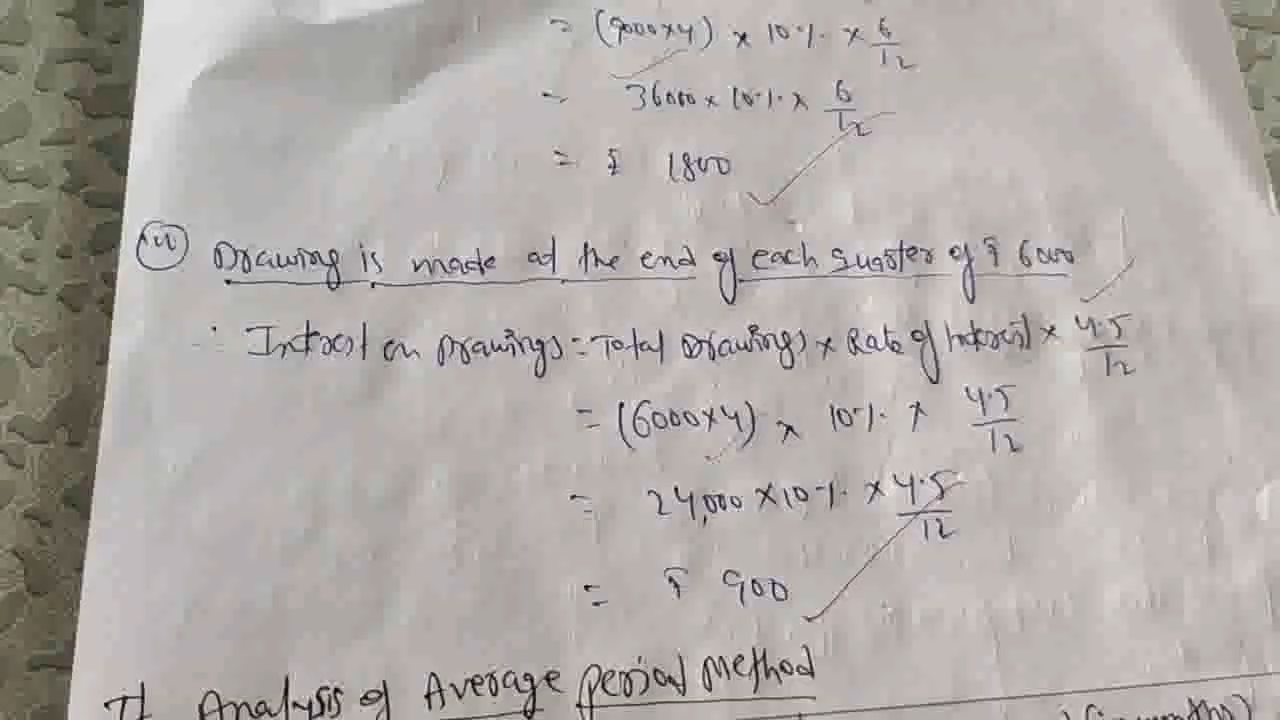 = (9000×4) × 10% × 6/12
= 36000 × 10% × 6/12
= ₹ 1800
Drawing is made at the end of each Quarter of ₹ 6000
∴ Interest on Drawings = Total Drawings × Rate of Interest × 4.5/12
= (6000×4) × 10% × 4.5/12
= 24,000 × 10% × 4.5/12
= ₹ 900
Analysis of Average period Method